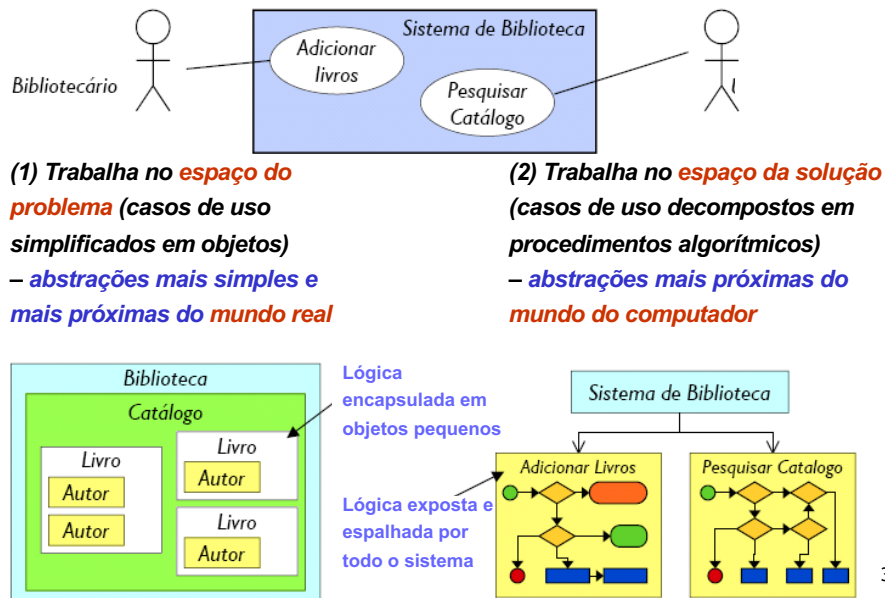 Sistema de Biblioteca
Adicionar
livros
Bibliotecário
Pesquisar
Catálogo
(1) Trabalha no espaço do
problema (casos de uso
simplificados em objetos)
– abstrações mais simples e
mais próximas do mundo real
(2) Trabalha no espaço da solução
(casos de uso decompostos em
procedimentos algorítmicos)
– abstrações mais próximas do
mundo do computador
Biblioteca
Catálogo
Livro
Autor
Autor
Livro
Autor
Livro
Autor
Lógica
encapsulada em
objetos pequenos
Lógica exposta e
espalhada por
todo o sistema
Sistema de Biblioteca
Adicionar Livros
Pesquisar Catalogo